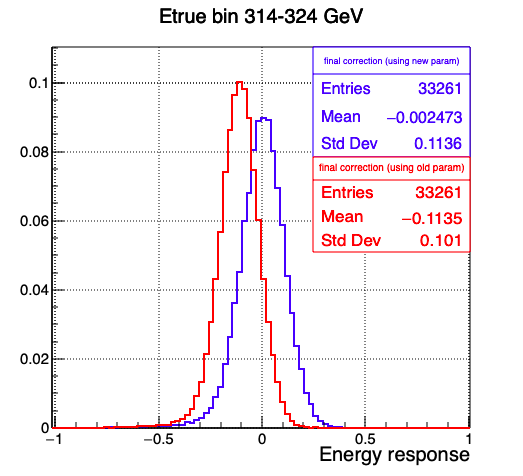 Etrue bin 314-324 GeV
final correction (using new param)
Entries 33261
Mean −0.002473
Std Dev 0.1136
final correction (using old param)
Entries 33261
Mean −0.1135
Std Dev 0.101
0.1
0.08
0.06
0.04
0.02
0
−1 −0.5 0 0.5 1
Energy response